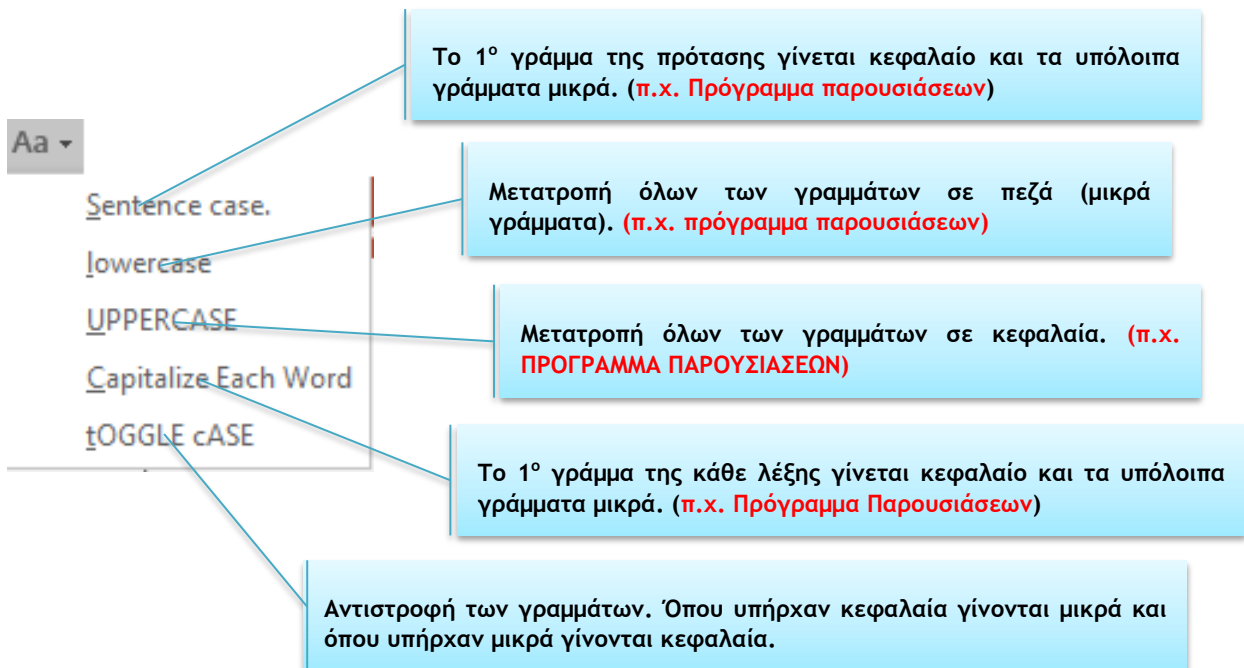 Το 1ο γράμμα της πρότασης γίνεται κεφαλαίο και τα υπόλοιπα
γράμματα μικρά. (π.χ. Πρόγραμμα παρουσιάσεων)
Aa
Sentence case.
lowercase
UPPERCASE
Capitalize Each Word
tOGGLE cASE
Μετατροπή όλων των γραμμάτων σε πεζά (μικρά
γράμματα). (π.χ. πρόγραμμα παρουσιάσεων)
Μετατροπή όλων των γραμμάτων σε κεφαλαία. (π.χ.
ΠΡΟΓΡΑΜΜΑ ΠΑΡΟΥΣΙΑΣΕΩΝ)
Το 1ο γράμμα της κάθε λέξης γίνεται κεφαλαίο και τα υπόλοιπα
γράμματα μικρά. (π.χ. Πρόγραμμα Παρουσιάσεων)
Αντιστροφή των γραμμάτων. Όπου υπήρχαν κεφαλαία γίνονται μικρά και
όπου υπήρχαν μικρά γίνονται κεφαλαία.